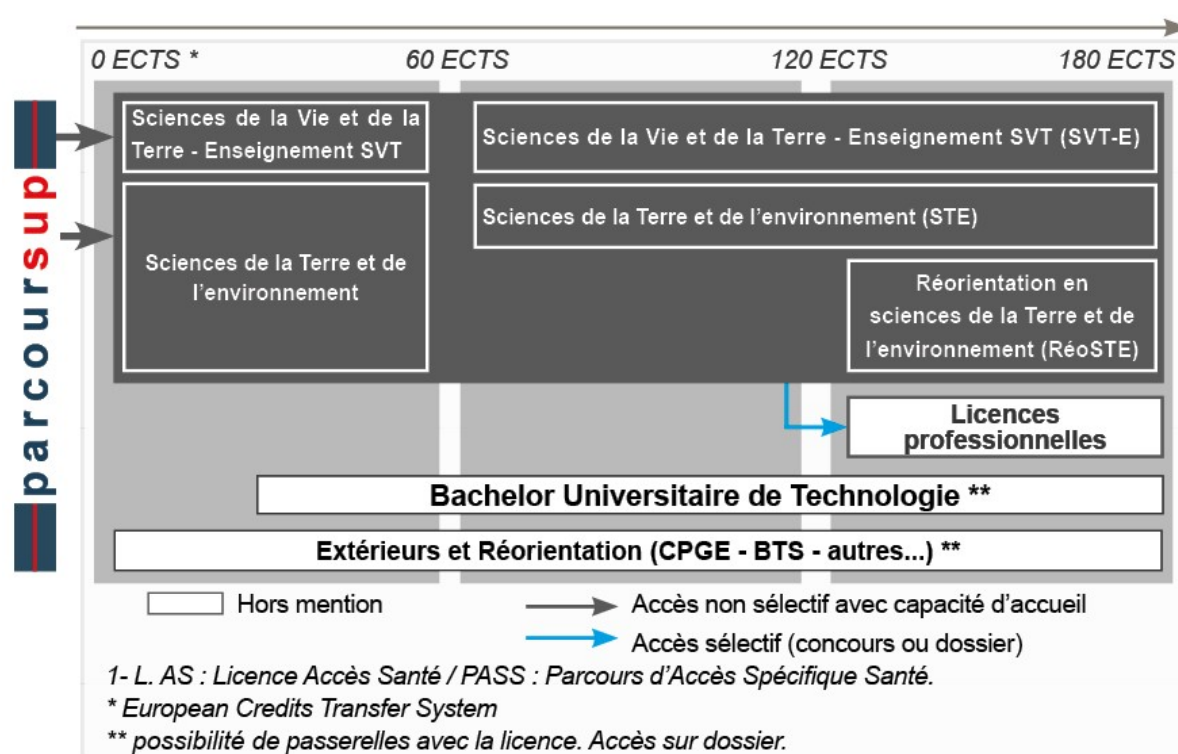 0 ECTS *
60 ECTS
120 ECTS
180 ECTS
parcoursup
Sciences de la Vie et de la
Terre - Enseignement SVT
Sciences de la Vie et de la Terre - Enseignement SVT (SVT-E)
Sciences de la Terre et de l'environnement (STE)
Sciences de la Terre et de
l'environnement
Réorientation en
sciences de la Terre et de
l'environnement (RéoSTE)
Licences
professionnelles
Bachelor Universitaire de Technologie **
Extérieurs et Réorientation (CPGE - BTS - autres...) **
Hors mention
Accès non sélectif avec capacité d'accueil
Accès sélectif (concours ou dossier)
1- L. AS : Licence Accès Santé / PASS : Parcours d'Accès Spécifique Santé.
* European Credits Transfer System
** possibilité de passerelles avec la licence. Accès sur dossier.